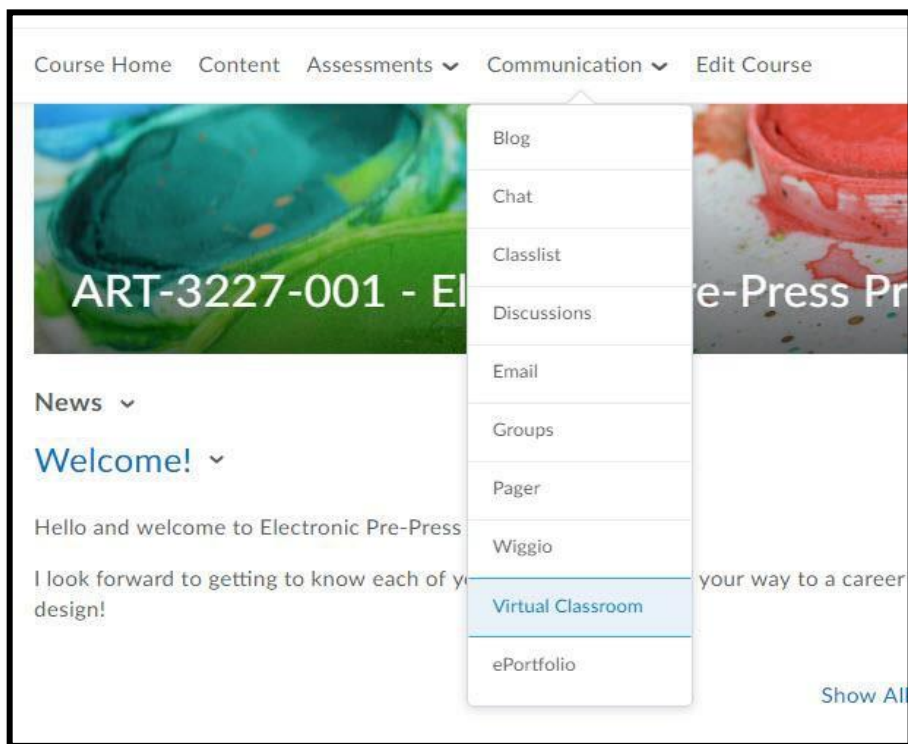 Course Home Content Assessments Communication Edit Course
Blog
Chat
Classlist
Discussions
Email
Groups
Pager
Wiggio
Virtual Classroom
ePortfolio
ART-3227-001 - El re-Press Pr
News
Welcome!
Hello and welcome to Electronic Pre-Press
I look forward to getting to know each of y your way to a career
design!
Show All